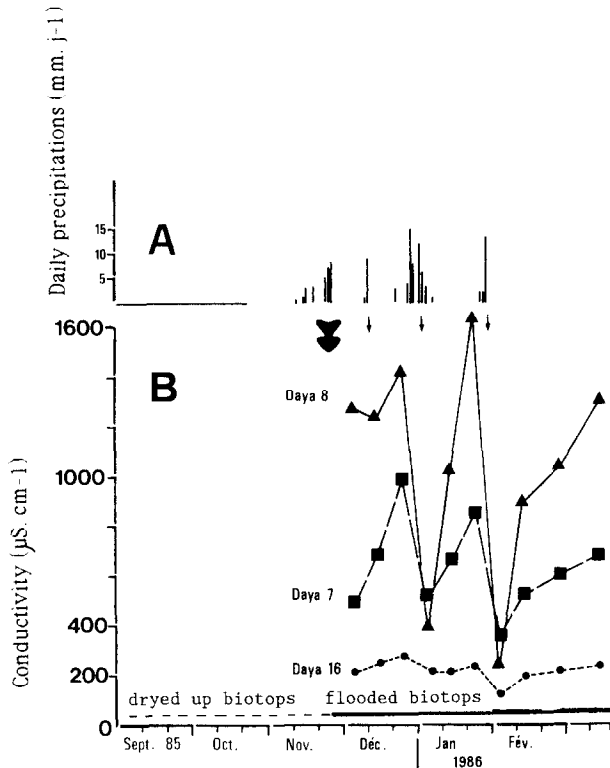 Daily precipitations (mm. j-1)
A
15
10
5
1600
B
Daya 8
1000
Conductivity (µS. cm-1)
Daya 7
400
Daya 16
200
dryed up biotops
flooded biotops
0
Sept. 85
Oct.
Nov.
Déc.
Jan
Fév.
1986